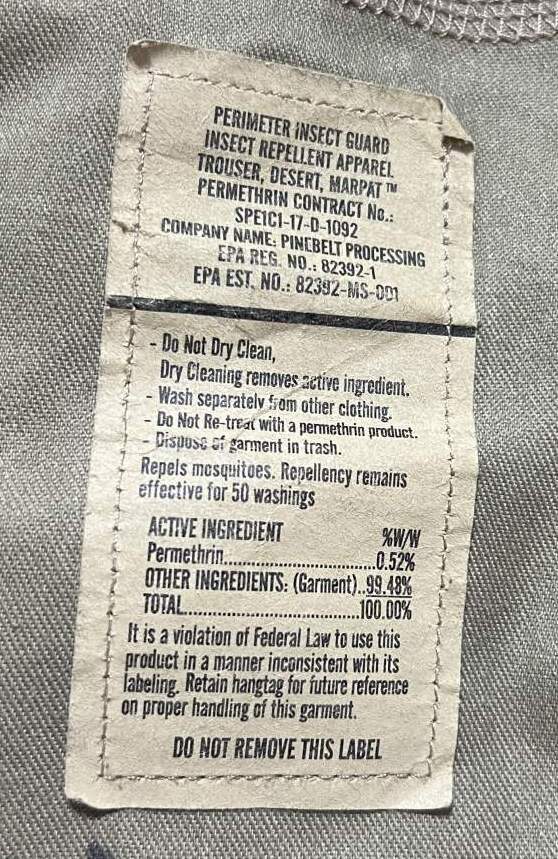 PERIMETER INSECT GUARD
INSECT REPELLENT APPAREL
TROUSER, DESERT, MARPAT ™
PERMETHRIN CONTRACT No.:
SPE1C1-17-D-1092
COMPANY NAME: PINEBELT PROCESSING
EPA REG. NO.: 82392-1
EPA EST. NO.: 82392-MS-001
- Do Not Dry Clean,
Dry Cleaning removes active ingredient.
- Wash separately from other clothing.
- Do Not Re-treat with a permethrin product.
- Dispose of garment in trash.
Repels mosquitoes. Repellency remains
effective for 50 washings
ACTIVE INGREDIENT %W/W
Permethrin..............................0.52%
OTHER INGREDIENTS: (Garment)..99.48%
TOTAL..................................100.00%
It is a violation of Federal Law to use this
product in a manner inconsistent with its
labeling. Retain hangtag for future reference
on proper handling of this garment.
DO NOT REMOVE THIS LABEL